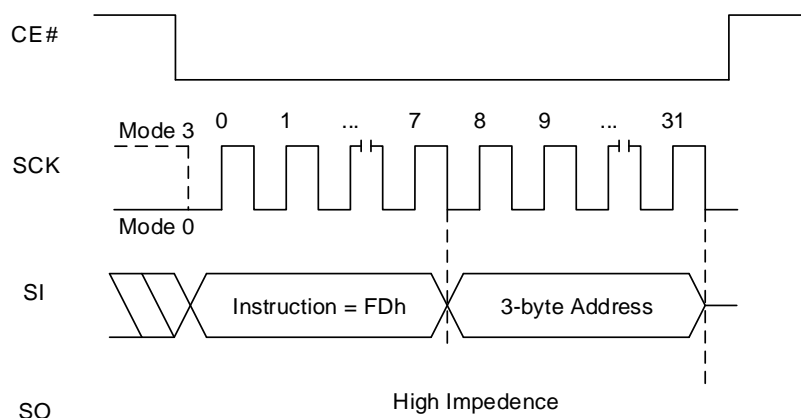 CE#
0 1 ... 7 8 9 ... 31
Mode 3
SCK
Mode 0
SI
Instruction = FDh
3-byte Address
High Impedence
SO